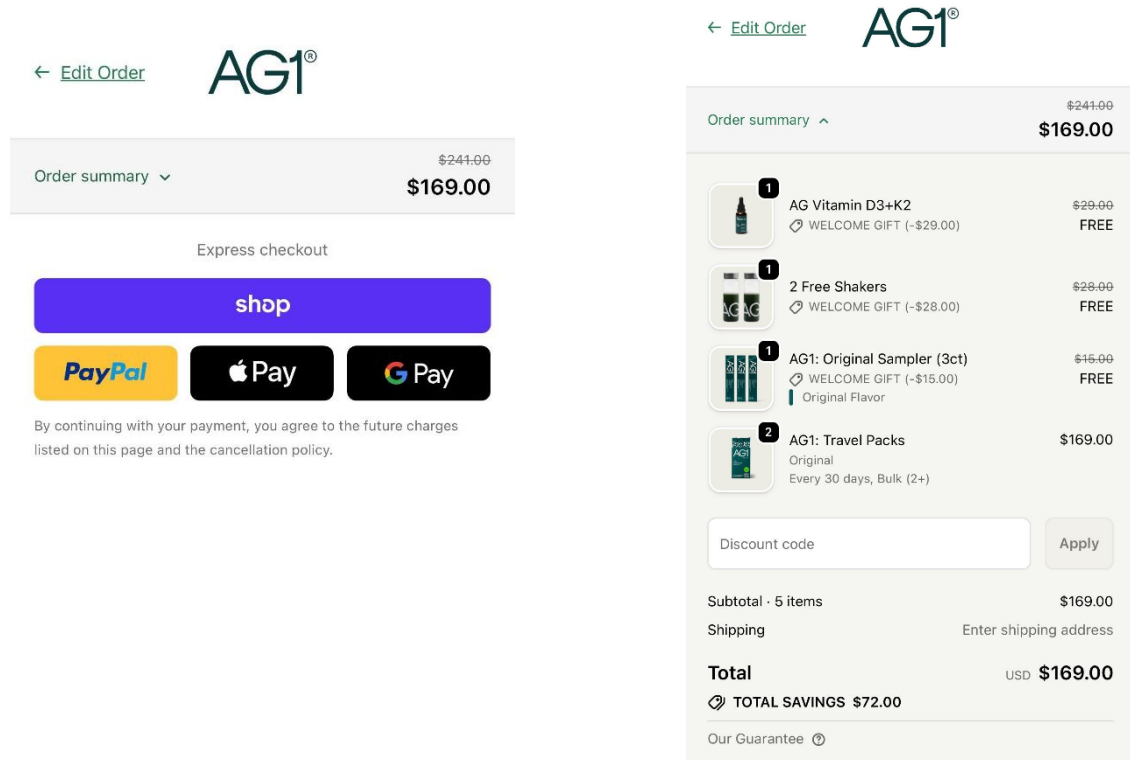 ← Edit Order
AG1®
Order summary
$241.00
$169.00
Express checkout
shop
PayPal
Pay
G Pay
By continuing with your payment, you agree to the future charges
listed on this page and the cancellation policy.
← Edit Order
AG1®
Order summary
$241.00
$169.00
1
AG Vitamin D3+K2
$29.00
WELCOME GIFT (-$29.00)
FREE
1
2 Free Shakers
$28.00
WELCOME GIFT (-$28.00)
FREE
1
AG1: Original Sampler (3ct)
$15.00
WELCOME GIFT (-$15.00)
FREE
Original Flavor
2
AG1: Travel Packs
$169.00
Original
Every 30 days, Bulk (2+)
AG1
Discount code
Apply
Subtotal · 5 items
$169.00
Shipping
Enter shipping address
Total
USD $169.00
TOTAL SAVINGS $72.00
Our Guarantee